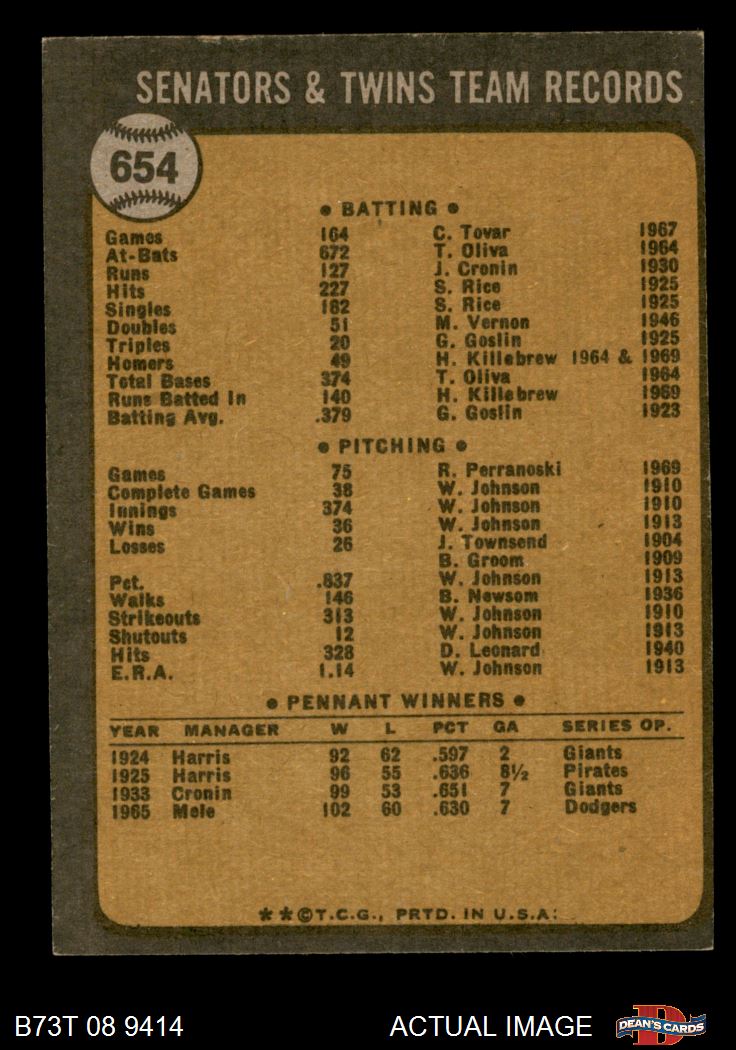 SENATORS & TWINS TEAM RECORDS
654
• BATTING •
Games 164 C. Tovar 1967
At-Bats 672 T. Oliva 1964
Runs 127 J. Cronin 1930
Hits 227 S. Rice 1925
Singles 182 S. Rice 1925
Doubles 51 M. Vernon 1946
Triples 20 G. Goslin 1925
Homers 49 H. Killebrew 1964 & 1969
Total Bases 374 T. Oliva 1964
Runs Batted In 140 H. Killebrew 1969
Batting Avg. .379 G. Goslin 1923
• PITCHING •
Games 75 R. Perranoski 1969
Complete Games 38 W. Johnson 1910
Innings 374 W. Johnson 1910
Wins 36 W. Johnson 1913
Losses 26 J. Townsend 1904
B. Groom 1909
Pct. .837 W. Johnson 1913
Walks 146 B. Newsom 1936
Strikeouts 313 W. Johnson 1910
Shutouts 12 W. Johnson 1913
Hits 328 D. Leonard 1940
E.R.A. 1.14 W. Johnson 1913
• PENNANT WINNERS •
YEAR MANAGER W L PCT GA SERIES OP.
1924 Harris 92 62 .597 2 Giants
1925 Harris 96 55 .636 8½ Pirates
1933 Cronin 99 53 .651 7 Giants
1965 Mele 102 60 .630 7 Dodgers
**©T.C.G., PRTD. IN U.S.A.
B73T 08 9414 ACTUAL IMAGE D DEAN'S CARDS